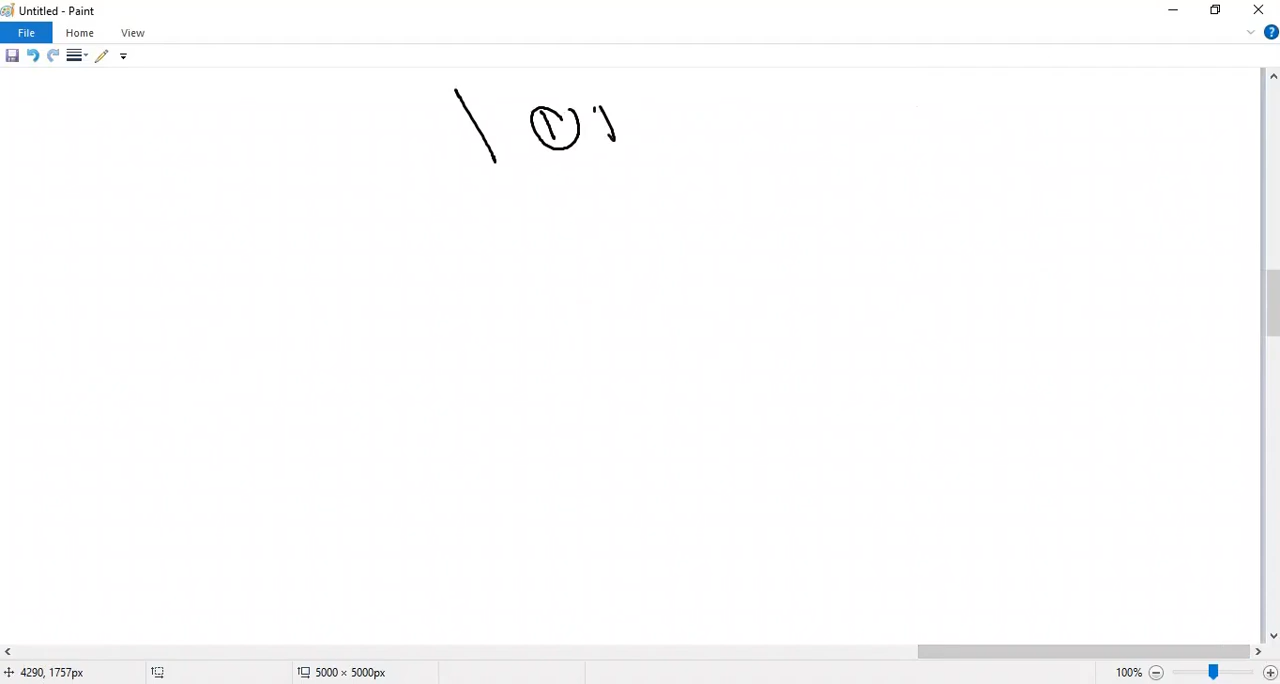 Untitled - Paint
File Home View
4290, 1757px 5000 × 5000px 100%